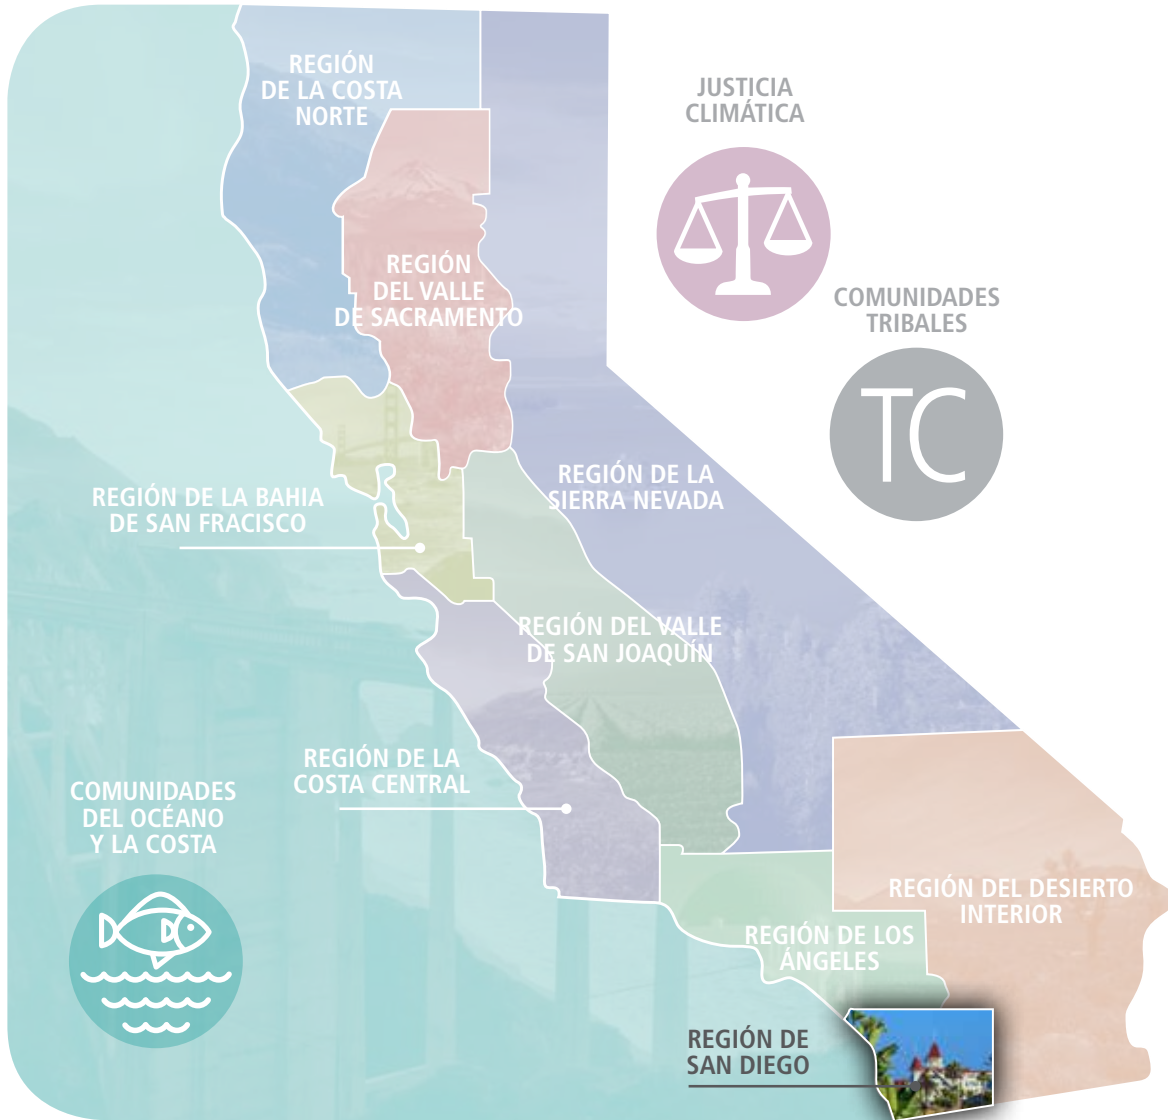 REGIÓN
DE LA COSTA
NORTE
JUSTICIA
CLIMÁTICA
REGIÓN
DEL VALLE
DE SACRAMENTO
COMUNIDADES
TRIBALES
TC
REGIÓN DE LA
SIERRA NEVADA
REGIÓN DE LA BAHIA
DE SAN FRACISCO
REGIÓN DEL VALLE
DE SAN JOAQUÍN
REGIÓN DE LA
COSTA CENTRAL
COMUNIDADES
DEL OCÉANO
Y LA COSTA
REGIÓN DEL DESIERTO
INTERIOR
REGIÓN DE LOS
ÁNGELES
REGIÓN DE
SAN DIEGO